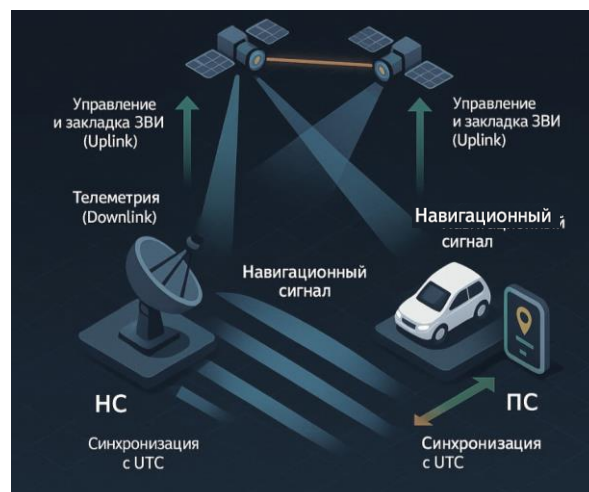 Управление
и закладка ЗВИ
(Uplink)
Управление
и закладка ЗВИ
(Uplink)
Телеметрия
(Downlink)
Навигационный
сигнал
Навигационный
сигнал
НС
ПС
Синхронизация
с UTC
Синхронизация
с UTC